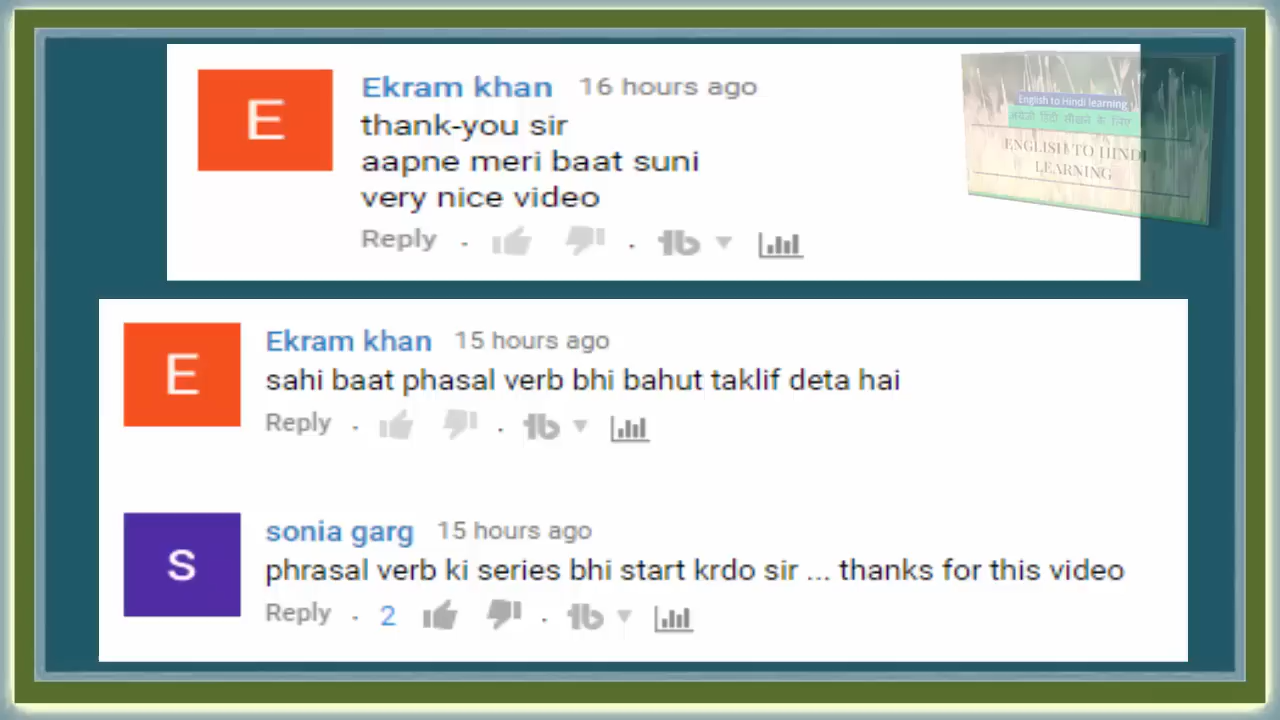 E
Ekram khan 16 hours ago
thank-you sir
aapne meri baat suni
very nice video
Reply
English to Hindi learning
अंग्रेजी हिंदी सीखने के लिए
ENGLISH TO HINDI
LEARNING
E
Ekram khan 15 hours ago
sahi baat phasal verb bhi bahut taklif deta hai
Reply
S
sonia garg 15 hours ago
phrasal verb ki series bhi start krdo sir ... thanks for this video
Reply . 2